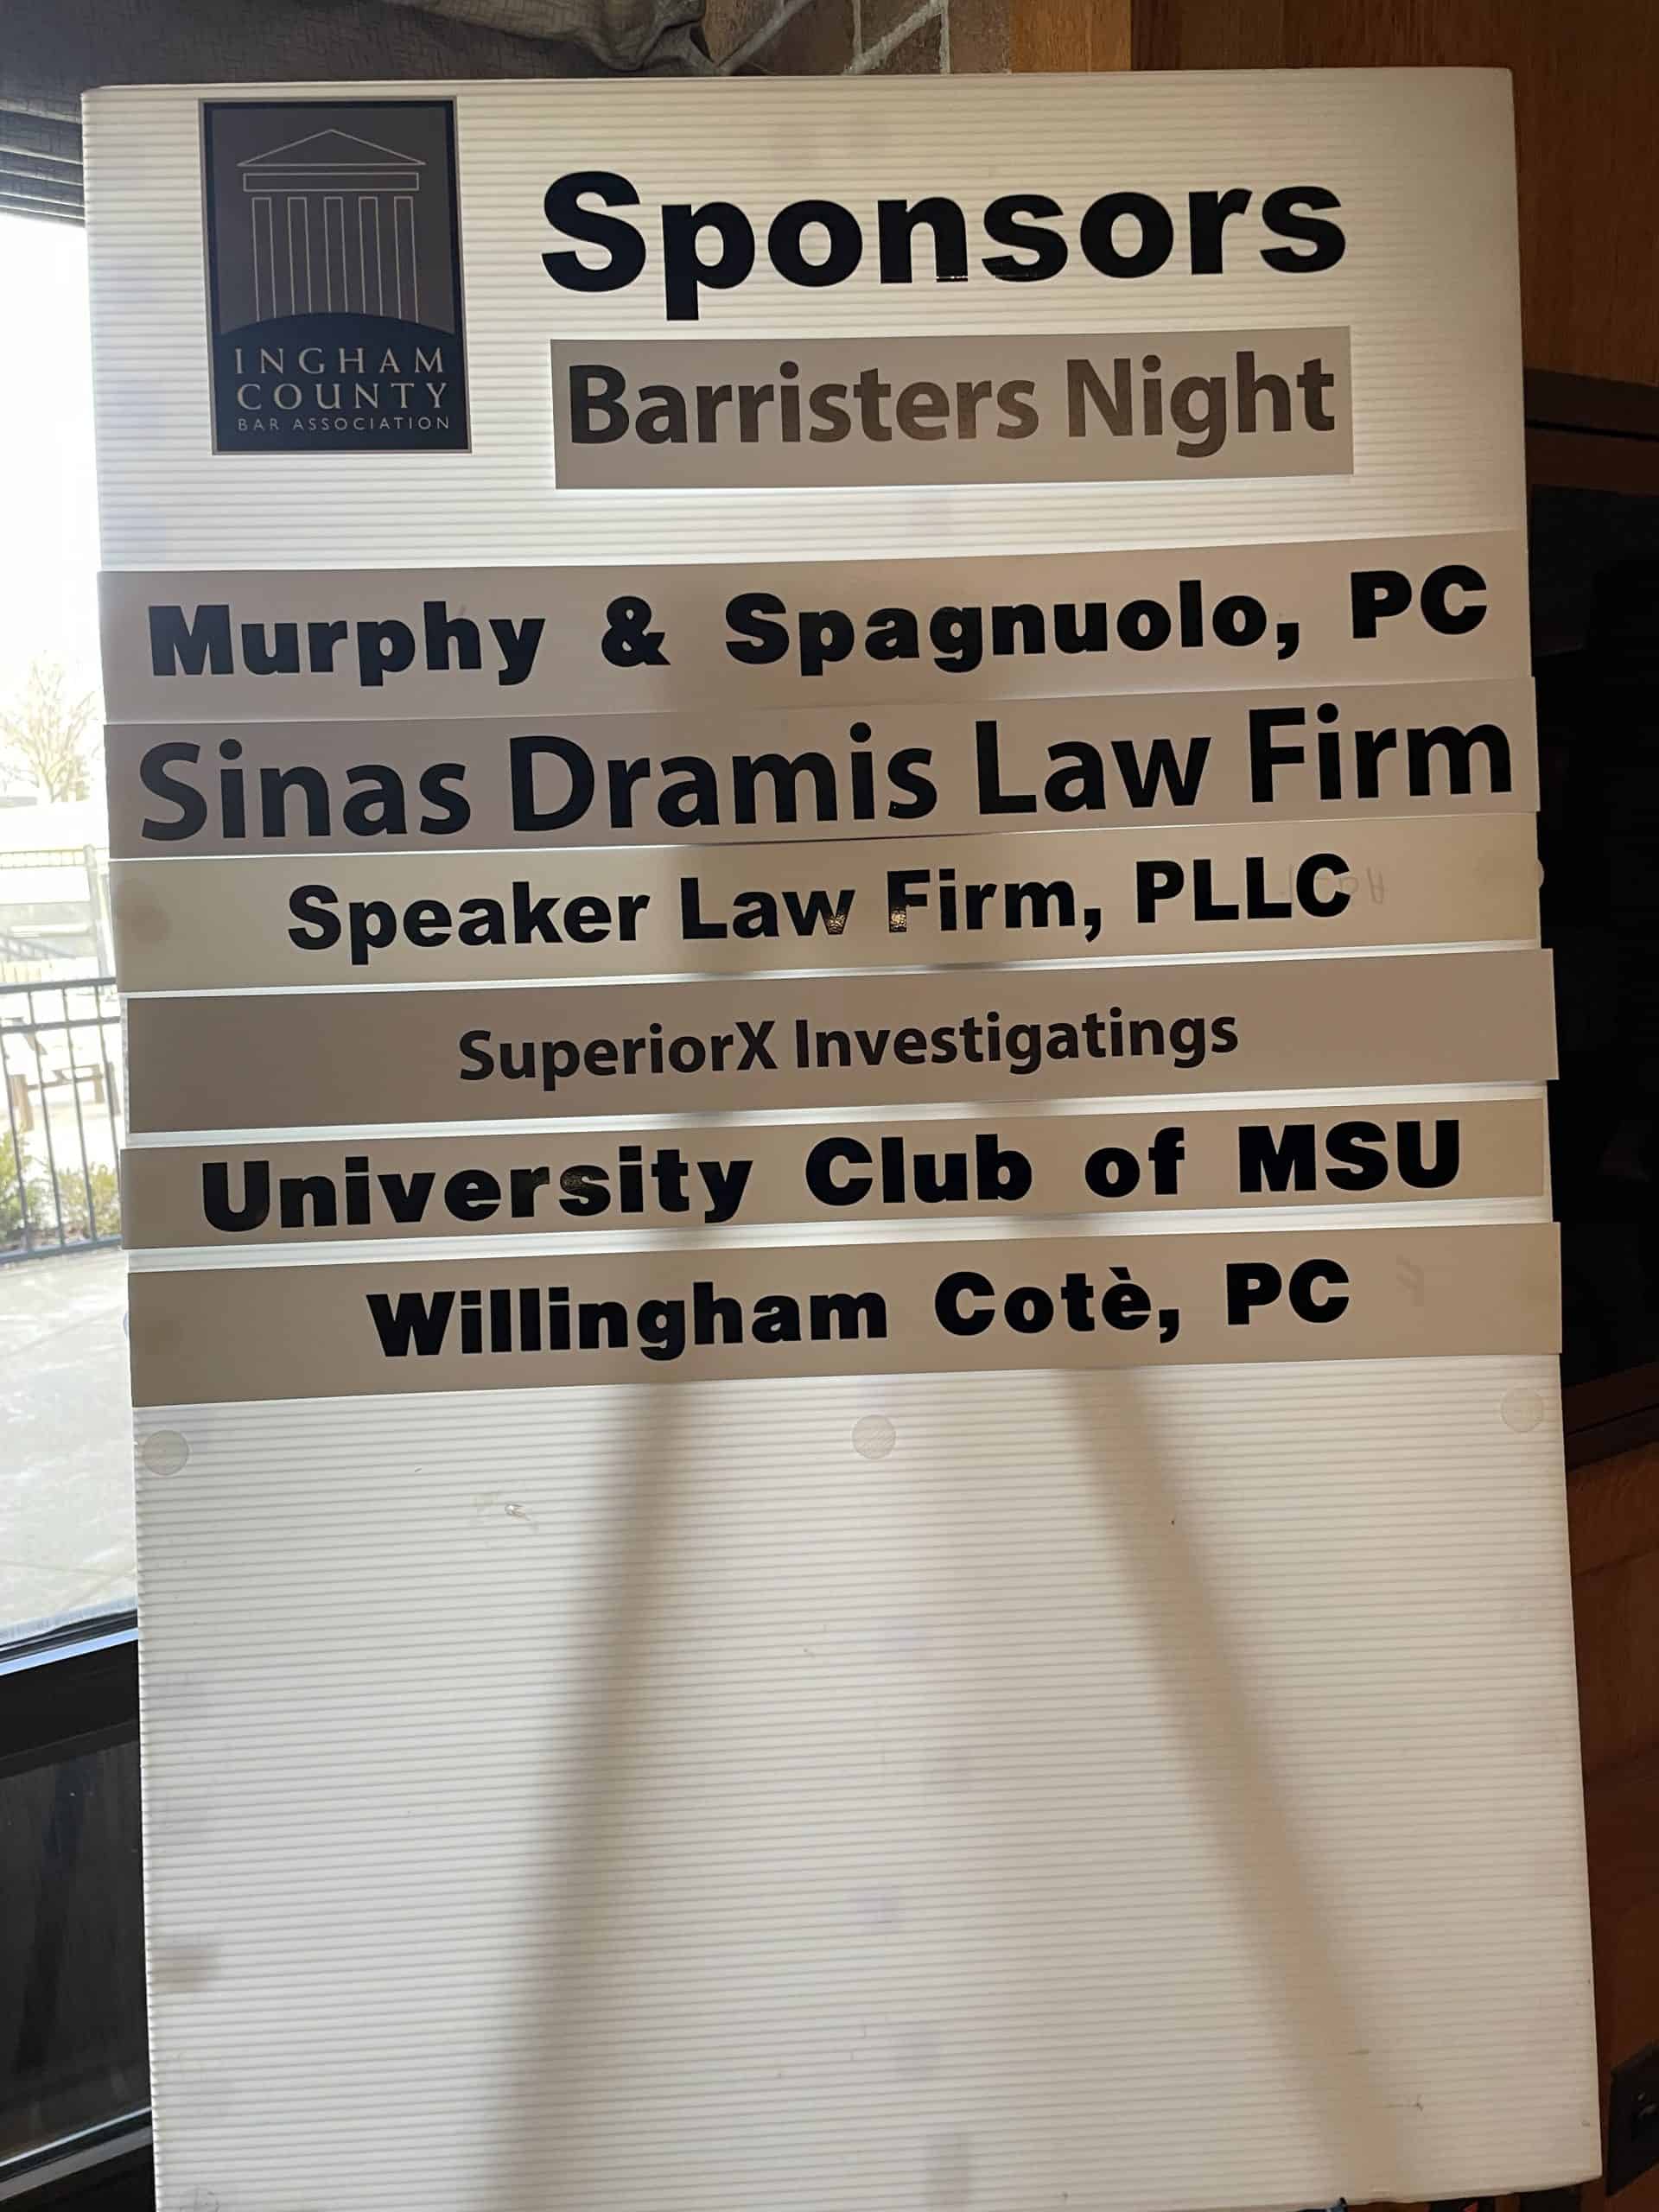 INGHAM
COUNTY
BAR ASSOCIATION
Sponsors
Barristers Night
Murphy & Spagnuolo, PC
Sinas Dramis Law Firm
Speaker Law Firm, PLLC
SuperiorX Investigatings
University Club of MSU
Willingham Cotè, PC